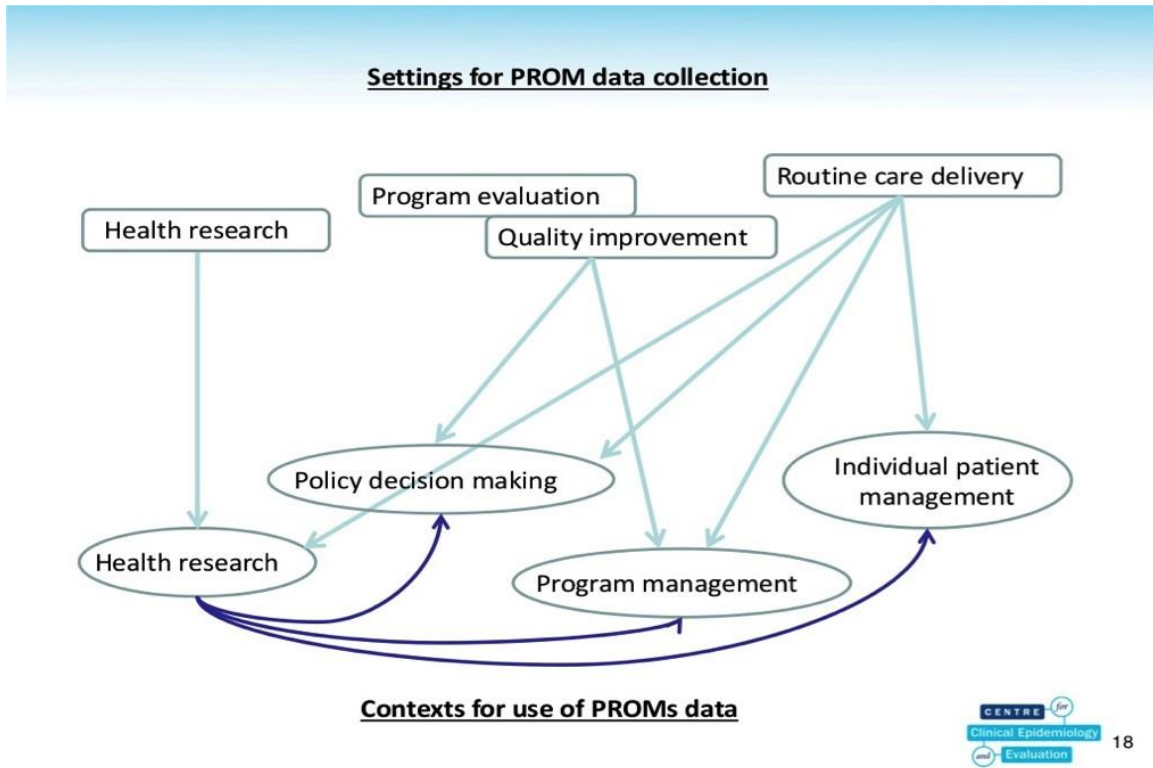 Settings for PROM data collection
Routine care delivery
Program evaluation
Health research
Quality improvement
Policy decision making
Individual patient
management
Health research
Program management
Contexts for use of PROMs data
CENTRE for
Clinical Epidemiology
and Evaluation
18